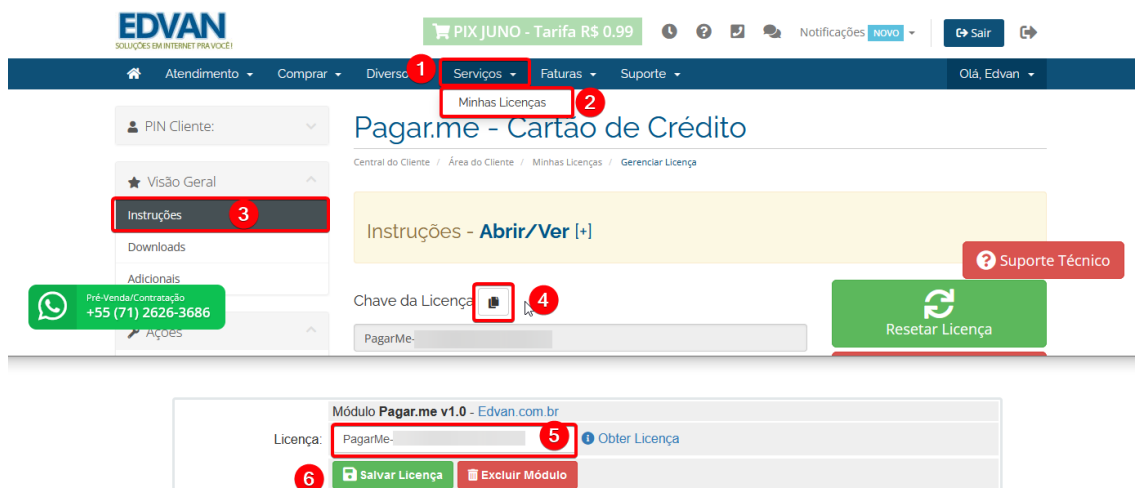 EDVAN
SOLUÇÕES EM INTERNET PRA VOCÊ!
PIX JUNO - Tarifa R$ 0.99
Notificações NOVO
Sair
Atendimento Comprar Diverso 1 Serviços Faturas Suporte Olá, Edvan
Minhas Licenças 2
PIN Cliente:
Pagar.me - Cartão de Crédito
Central do Cliente / Área do Cliente / Minhas Licenças / Gerenciar Licença
Visão Geral
Instruções 3
Instruções - Abrir/Ver [+]
Downloads
Suporte Técnico
Adicionais
Pré-Venda/Contratação
+55 (71) 2626-3686
Chave da Licença 4
Resetar Licença
Ações
PagarMe-
Módulo Pagar.me v1.0 - Edvan.com.br
Licença: PagarMe- 5 Obter Licença
6 Salvar Licença Excluir Módulo